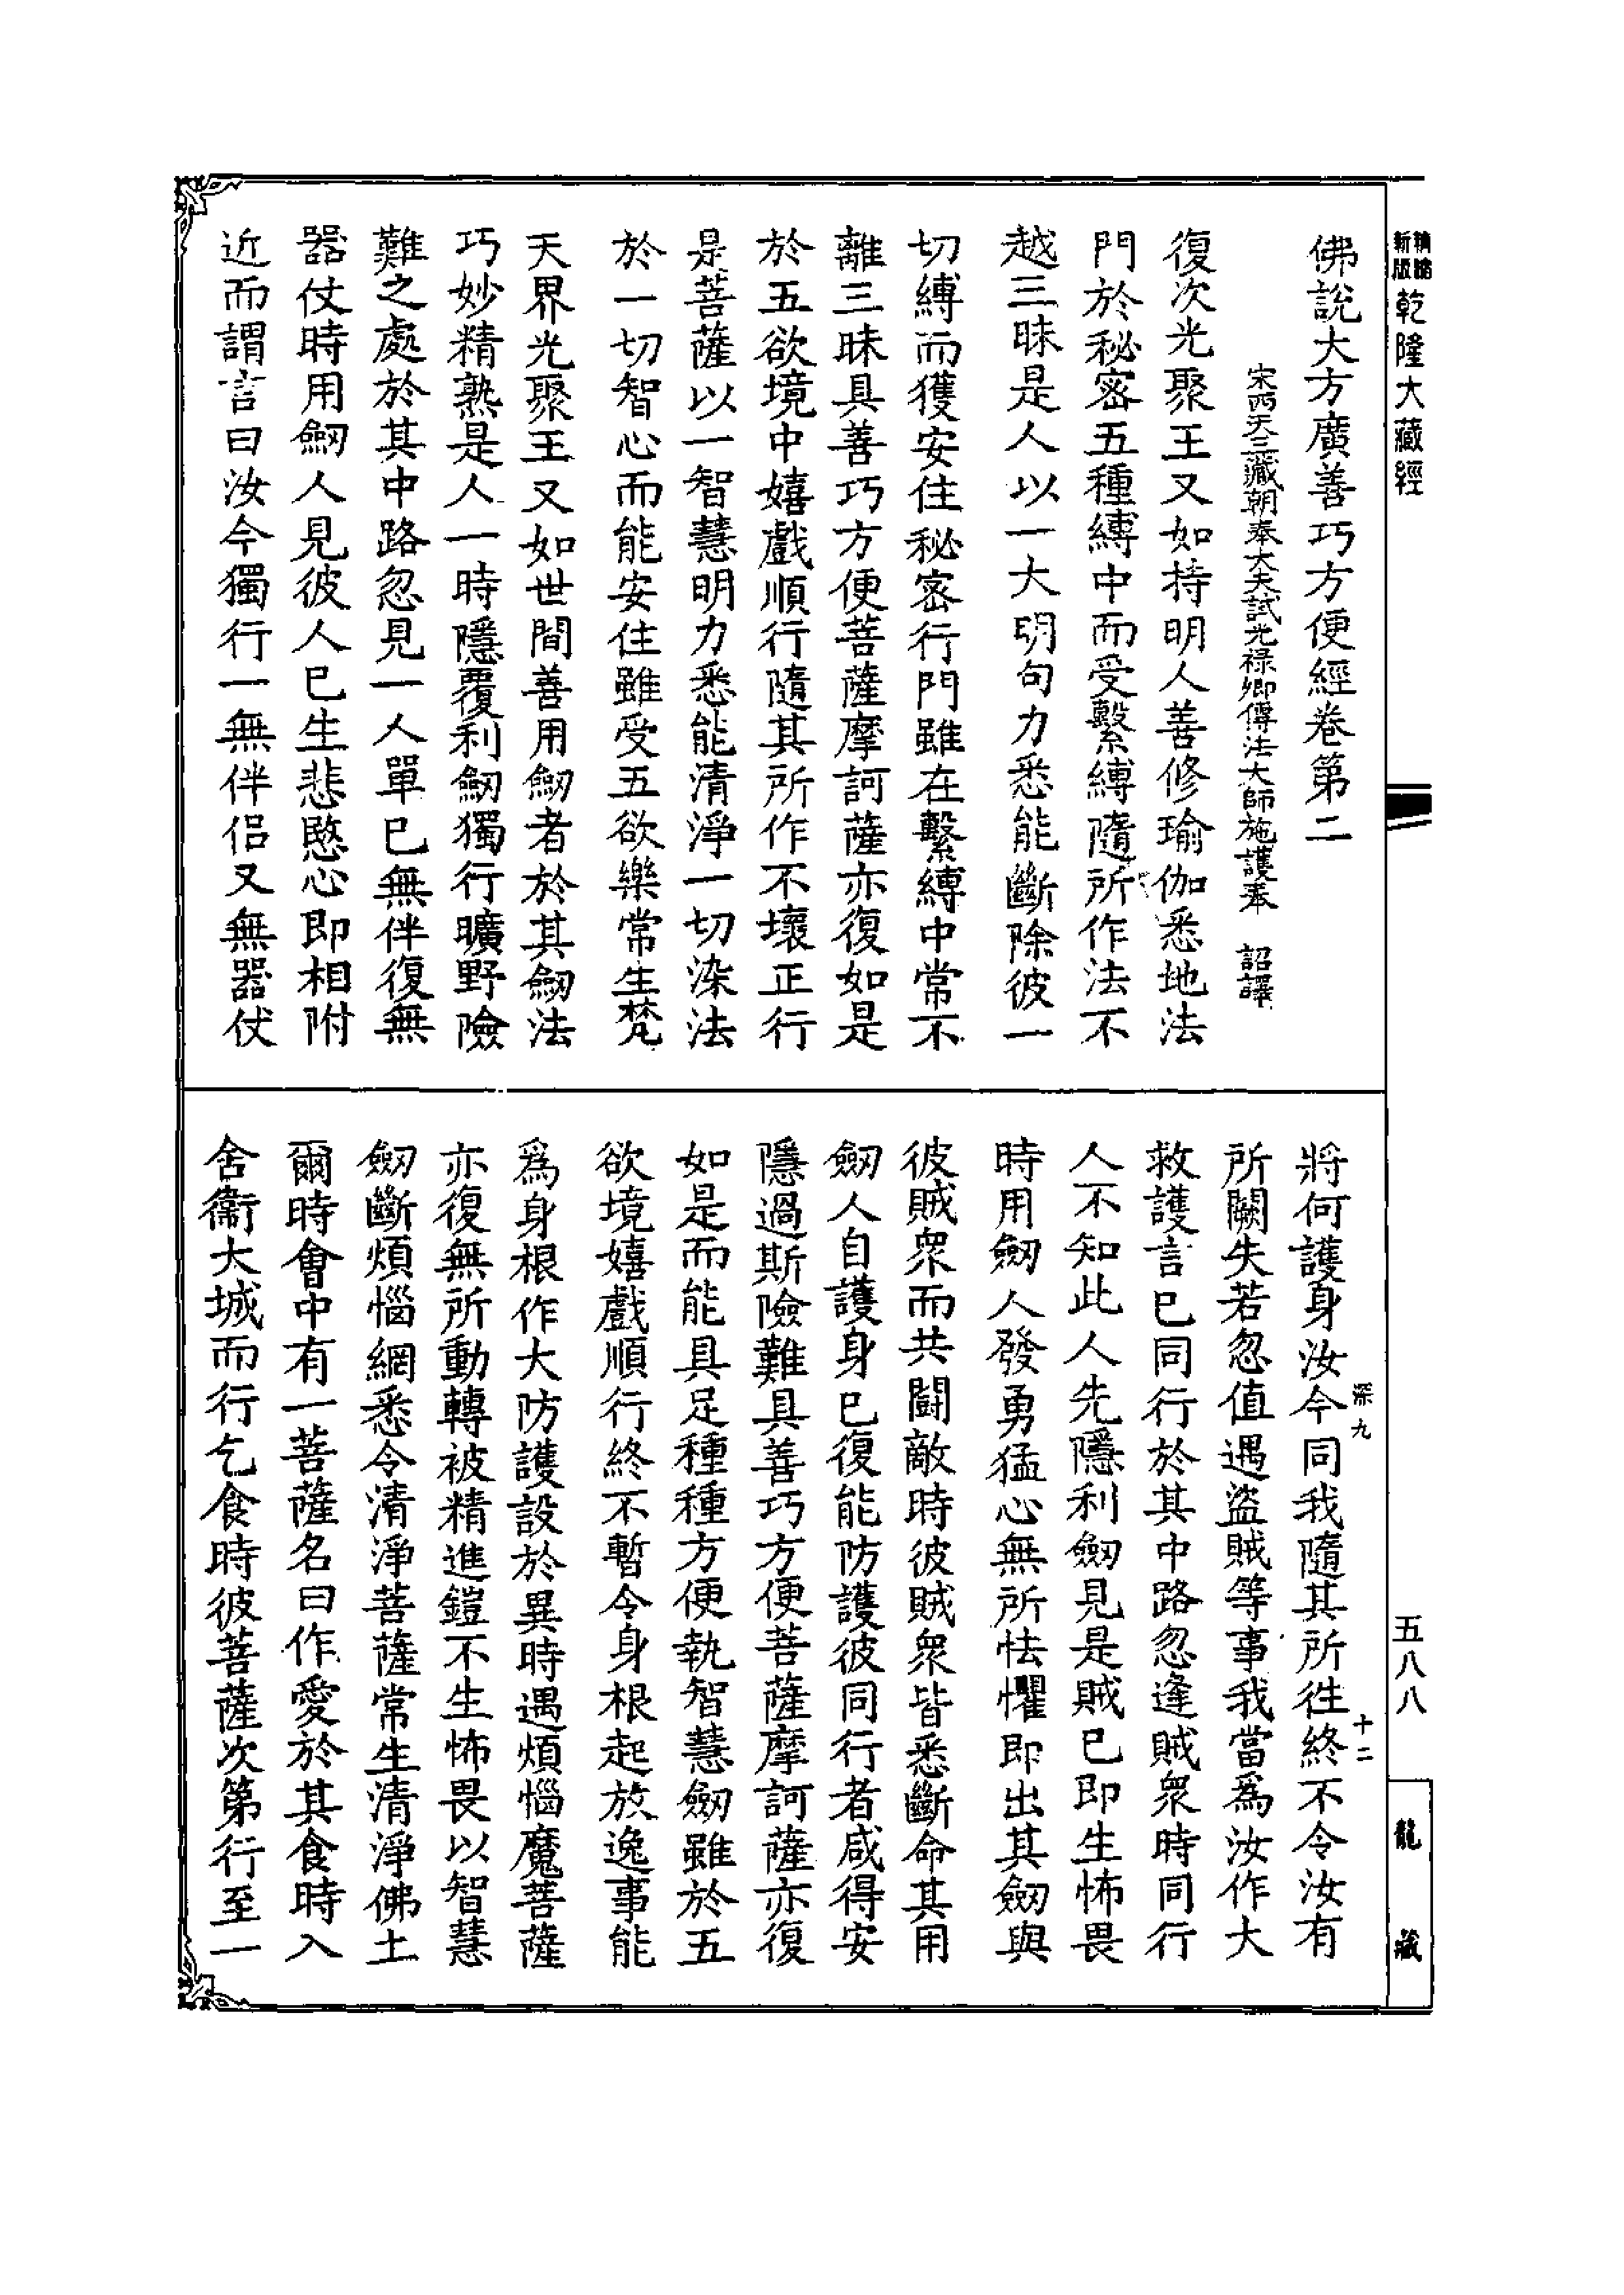 新版
精縮
乾隆大藏經
佛說大方廣善巧方便經卷第二
宋西天三藏朝奉大夫試光祿卿傳法大師施護奉 詔譯
復次光聚王又如持明人善修瑜伽悉地法
門於秘密五種縛中而受繫縛隨所作法不
越三昧是人以一大明句力悉能斷除彼一
切縛而獲安住秘密行門雖在繫縛中常不
離三昧具善巧方便菩薩摩訶薩亦復如是
於五欲境中嬉戲順行隨其所作不壞正行
是菩薩以一智慧明力悉能清淨一切染法
於一切智心而能安住雖受五欲樂常生梵
天界光聚王又如世間善用劒者於其劒法
巧妙精熟是人一時隱覆利劒獨行曠野險
難之處於其中路忽見一人單已無伴復無
器仗時用劒人見彼人已生悲愍心即相附
近而謂言曰汝今獨行一無伴侶又無器仗
將何護身汝今同我隨其所往終不令汝有
所闕失若忽值遇盜賊等事我當爲汝作大
救護言已同行於其中路忽逢賊衆時同行
人不知此人先隱利劒見是賊已即生怖畏
時用劒人發勇猛心無所怯懼即出其劒與
彼賊衆而共鬪敵時彼賊衆皆悉斷命其用
劒人自護身已復能防護彼同行者咸得安
隱過斯險難具善巧方便菩薩摩訶薩亦復
如是而能具足種種方便執智慧劒雖於五
欲境嬉戲順行終不暫令身根起放逸事能
爲身根作大防護設於異時遇煩惱魔菩薩
亦復無所動轉被精進鎧不生怖畏以智慧
劒斷煩惱網悉令清淨菩薩常生清淨佛土
爾時會中有一菩薩名曰作愛於其食時入
舍衞大城而行乞食時彼菩薩次第行至一
深九
十二
五八八
龍藏